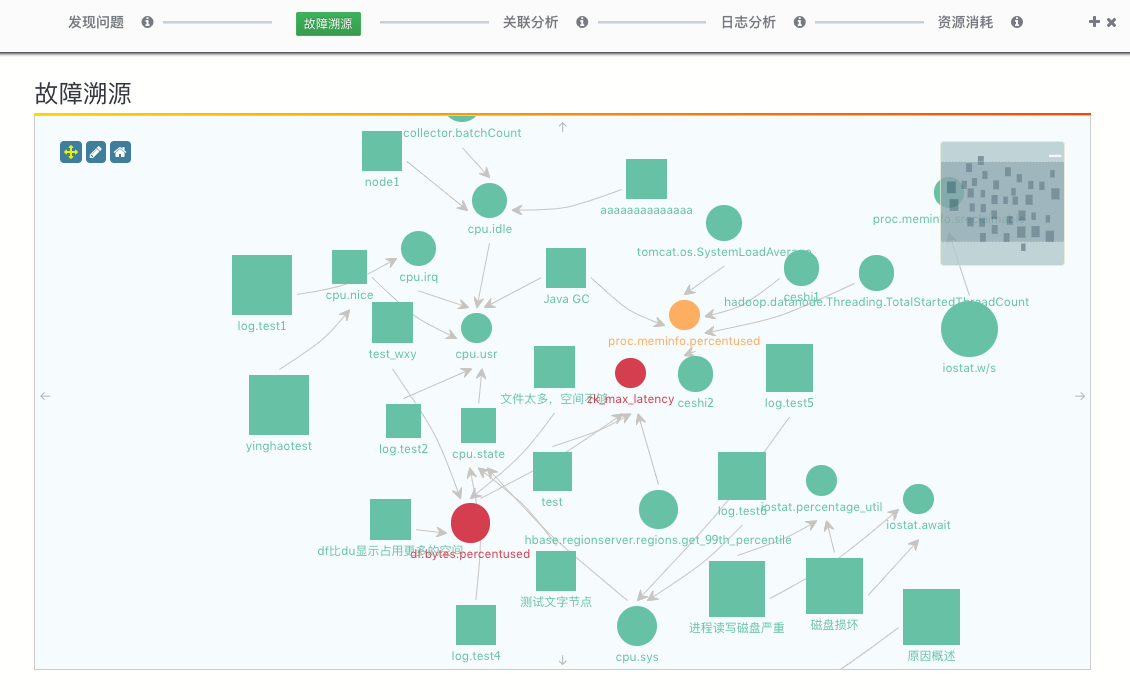 发现问题
故障溯源
关联分析
日志分析
资源消耗
故障溯源
collector.batchCount
node1
aaaaaaaaaaaaaa
proc.meminfo
cpu.idle
tomcat.os.SystemLoadAverage
cpu.irq
cpu.nice
Java GC
ceshi1
hadoop.datanode.Threading.TotalStartedThreadCount
log.test1
proc.meminfo.percentused
test_wxy
cpu.usr
iostat.w/s
文件太多，空间不够
zk_max_latency
ceshi2
log.test5
yinghaotest
log.test2
cpu.state
test
log.test6
iostat.percentage_util
iostat.await
hbase.regionserver.regions.get_99th_percentile
df比du显示占用更多的空间
df.bytes.percentused
测试文字节点
进程读写磁盘严重
磁盘损坏
log.test4
cpu.sys
原因概述